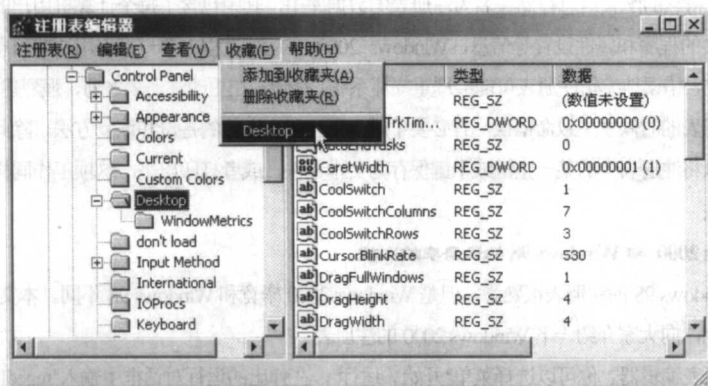 注册表编辑器
注册表(R) 编辑(E) 查看(V) 收藏(F) 帮助(H)
添加到收藏夹(A)
删除收藏夹(R)
Desktop
Control Panel
Accessibility
Appearance
Colors
Current
Custom Colors
Desktop
WindowMetrics
don't load
Input Method
International
IOProcs
Keyboard
类型 数据
REG_SZ (数值未设置)
TrkTim... REG_DWORD 0x00000000 (0)
AutoEndTasks REG_SZ 0
REG_DWORD 0x00000001 (1)
CoolSwitch REG_SZ 1
CoolSwitchColumns REG_SZ 7
CoolSwitchRows REG_SZ 3
CursorBlinkRate REG_SZ 530
DragFullWindows REG_SZ 1
DragHeight REG_SZ 4
DragWidth REG_SZ 4